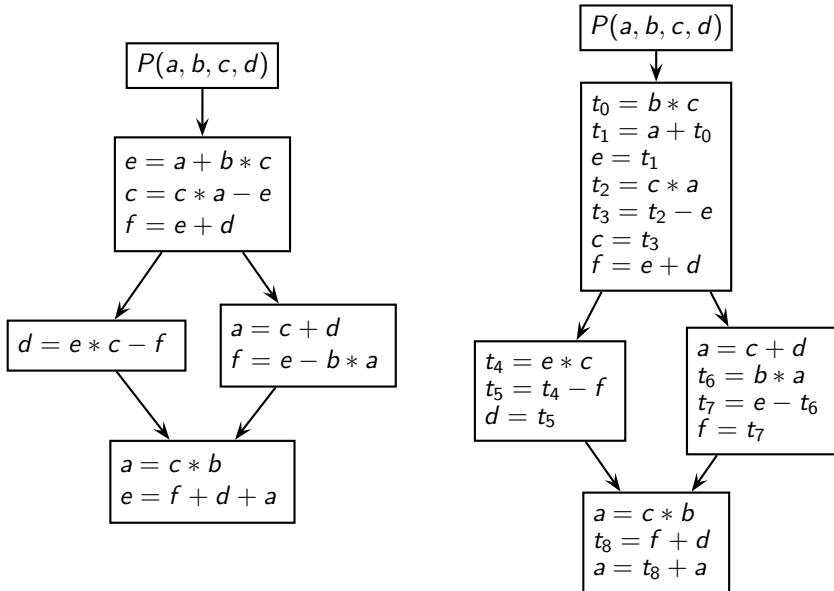 P(a, b, c, d)
e = a + b * c
c = c * a − e
f = e + d
d = e * c − f
a = c + d
f = e − b * a
a = c * b
e = f + d + a
P(a, b, c, d)
t₀ = b * c
t₁ = a + t₀
e = t₁
t₂ = c * a
t₃ = t₂ − e
c = t₃
f = e + d
t₄ = e * c
t₅ = t₄ − f
d = t₅
a = c + d
t₆ = b * a
t₇ = e − t₆
f = t₇
a = c * b
t₈ = f + d
a = t₈ + a